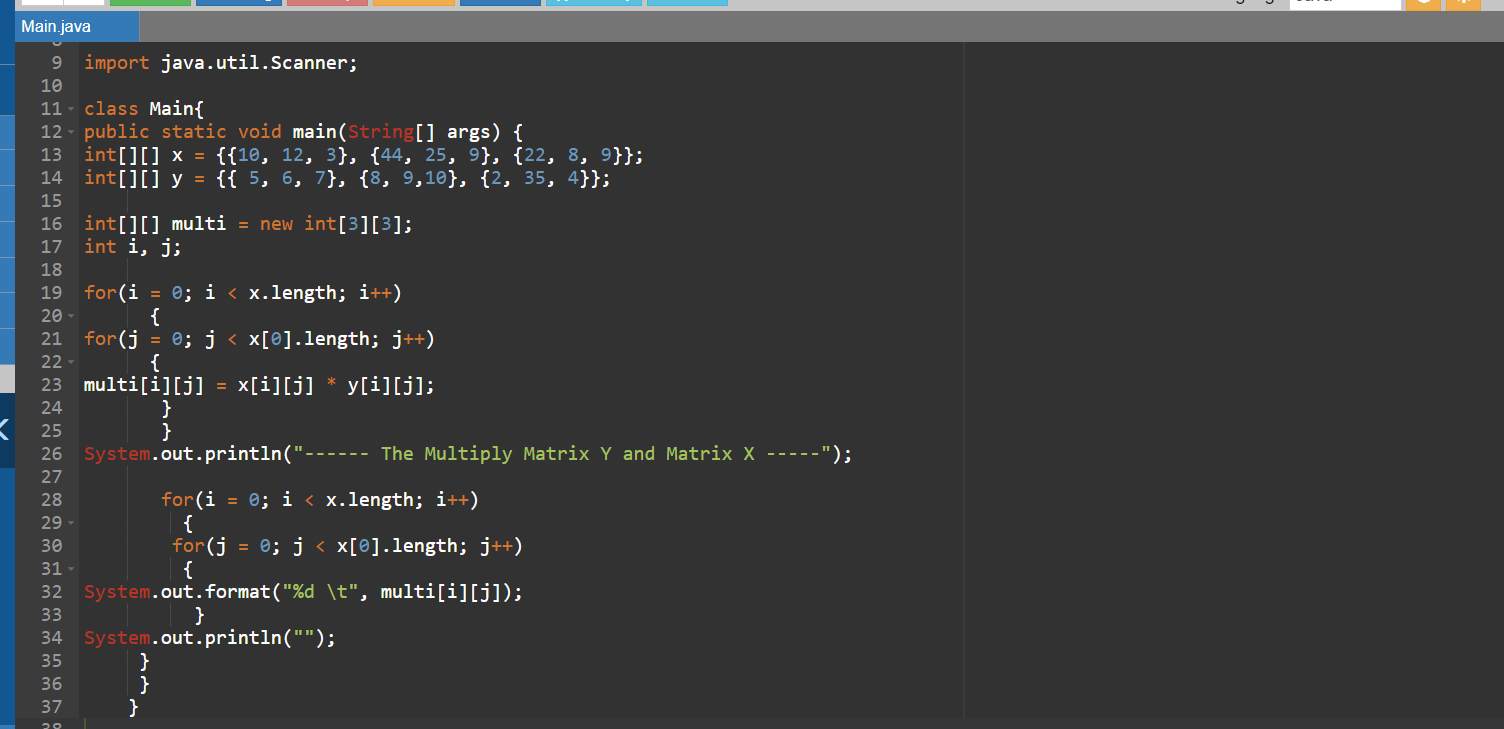 Main.java
9 import java.util.Scanner;
10
11 class Main{
12 public static void main(String[] args) {
13 int[][] x = {{10, 12, 3}, {44, 25, 9}, {22, 8, 9}};
14 int[][] y = {{ 5, 6, 7}, {8, 9,10}, {2, 35, 4}};
15
16 int[][] multi = new int[3][3];
17 int i, j;
18
19 for(i = 0; i < x.length; i++)
20 {
21 for(j = 0; j < x[0].length; j++)
22 {
23 multi[i][j] = x[i][j] * y[i][j];
24 }
25 }
26 System.out.println("------ The Multiply Matrix Y and Matrix X -----");
27
28 for(i = 0; i < x.length; i++)
29 {
30 for(j = 0; j < x[0].length; j++)
31 {
32 System.out.format("%d \t", multi[i][j]);
33 }
34 System.out.println("");
35 }
36 }
37 }
38